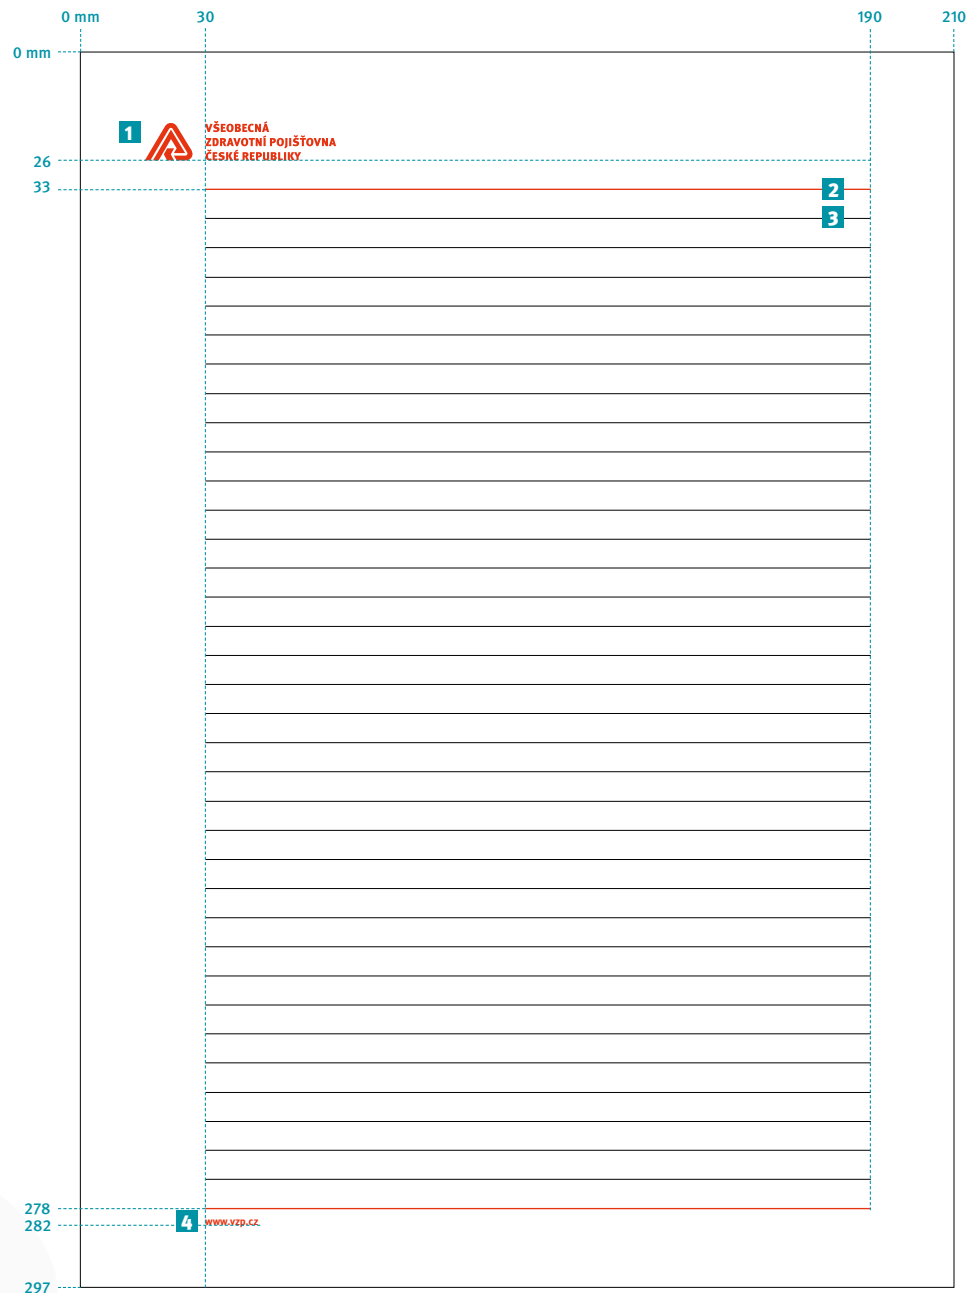 0 mm 30 190 210
0 mm
1
VŠEOBECNÁ
ZDRAVOTNÍ POJIŠŤOVNA
ČESKÉ REPUBLIKY
26
33
2
3
278
282
4
www.vzp.cz
297